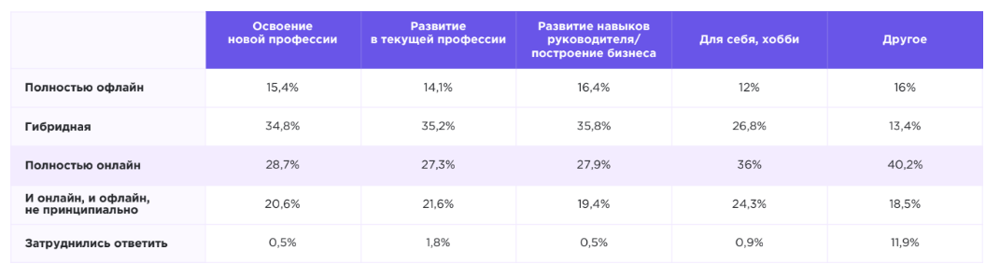 Освоение
новой профессии
Развитие
в текущей профессии
Развитие навыков
руководителя/
построение бизнеса
Для себя, хобби
Другое
Полностью офлайн 15,4% 14,1% 16,4% 12% 16%
Гибридная 34,8% 35,2% 35,8% 26,8% 13,4%
Полностью онлайн 28,7% 27,3% 27,9% 36% 40,2%
И онлайн, и офлайн,
не принципиально 20,6% 21,6% 19,4% 24,3% 18,5%
Затруднились ответить 0,5% 1,8% 0,5% 0,9% 11,9%